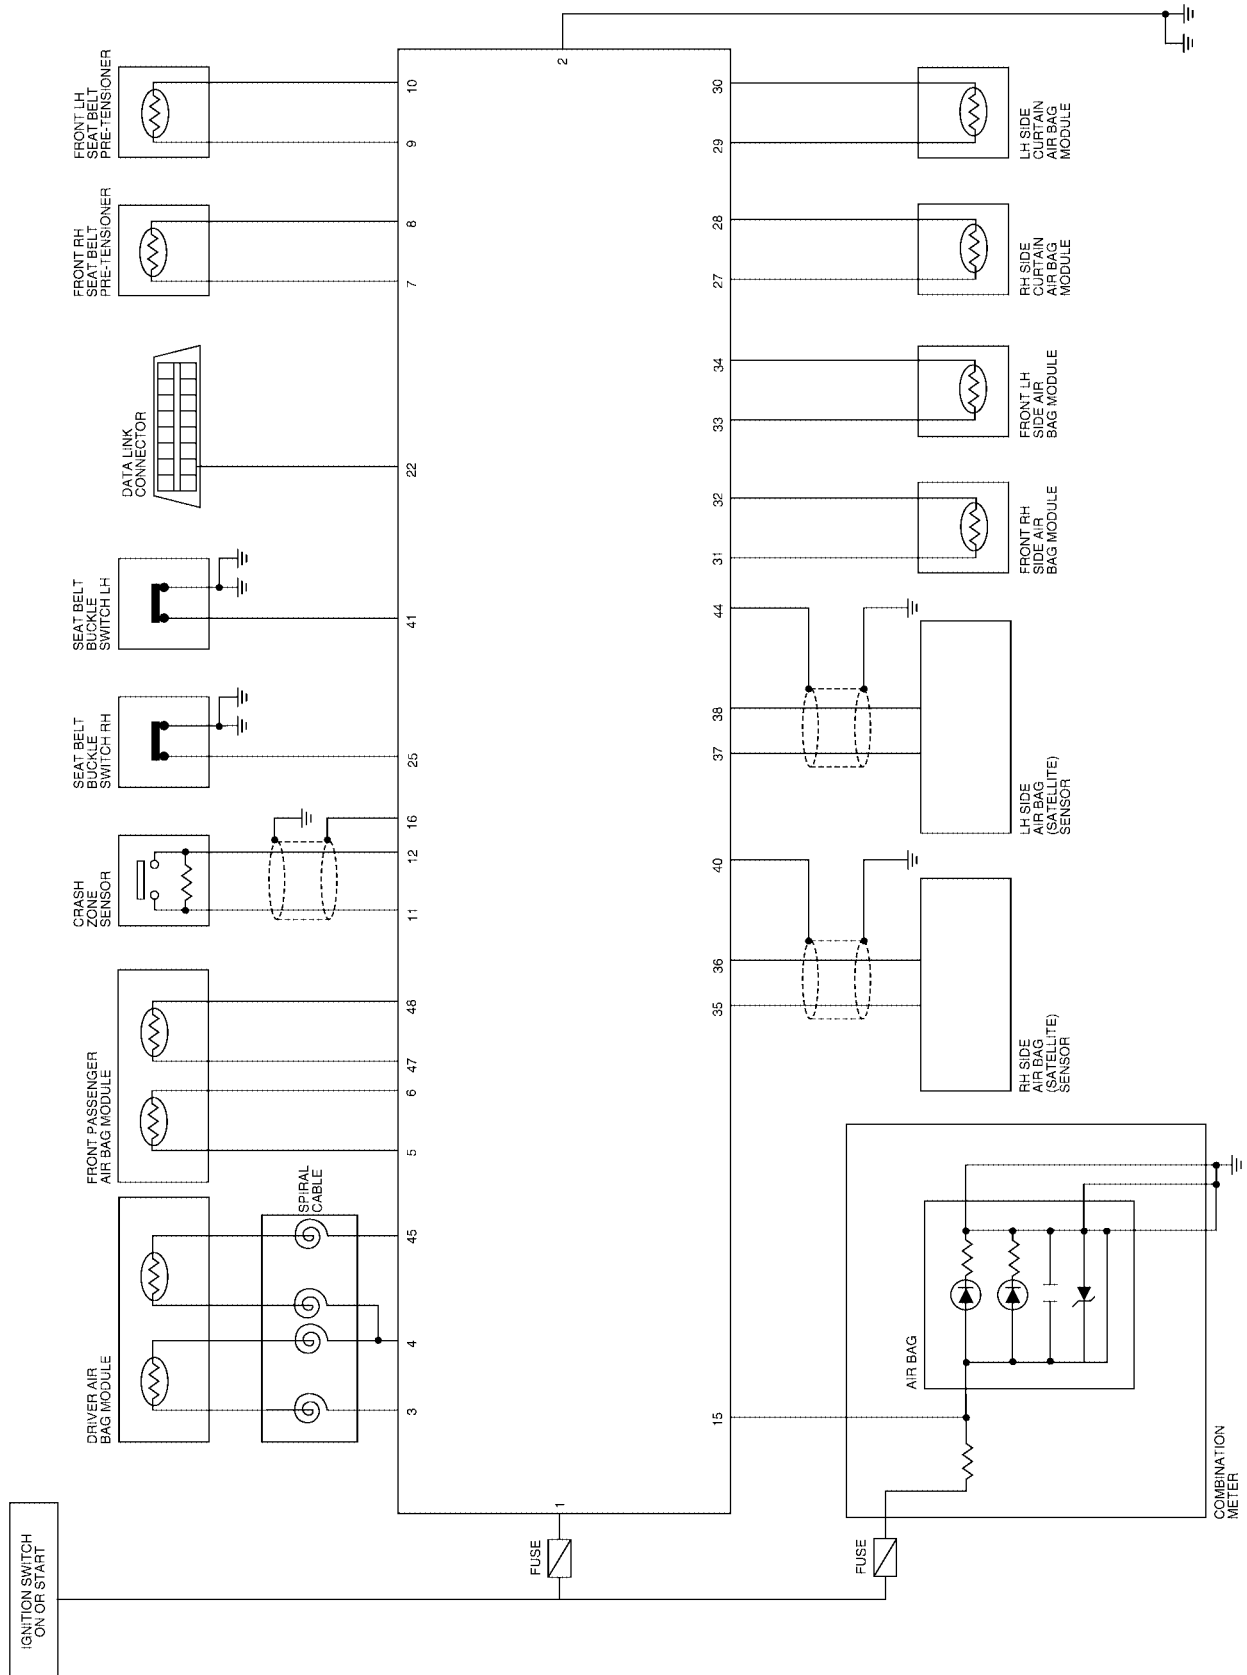 IGNITION SWITCH
ON OR START
FUSE
FUSE
1
2
DRIVER AIR
BAG MODULE
SPIRAL
CABLE
3
4
45
FRONT PASSENGER
AIR BAG MODULE
5
6
47
48
CRASH
ZONE
SENSOR
11
12
16
SEAT BELT
BUCKLE
SWITCH RH
25
SEAT BELT
BUCKLE
SWITCH LH
41
DATA LINK
CONNECTOR
22
FRONT RH
SEAT BELT
PRE-TENSIONER
7
8
FRONT LH
SEAT BELT
PRE-TENSIONER
9
10
15
AIR BAG
COMBINATION
METER
35
36
40
RH SIDE
AIR BAG
(SATELLITE)
SENSOR
37
38
44
LH SIDE
AIR BAG
(SATELLITE)
SENSOR
31
32
FRONT RH
SIDE AIR
BAG MODULE
33
34
FRONT LH
SIDE AIR
BAG MODULE
27
28
RH SIDE
CURTAIN
AIR BAG
MODULE
29
30
LH SIDE
CURTAIN
AIR BAG
MODULE